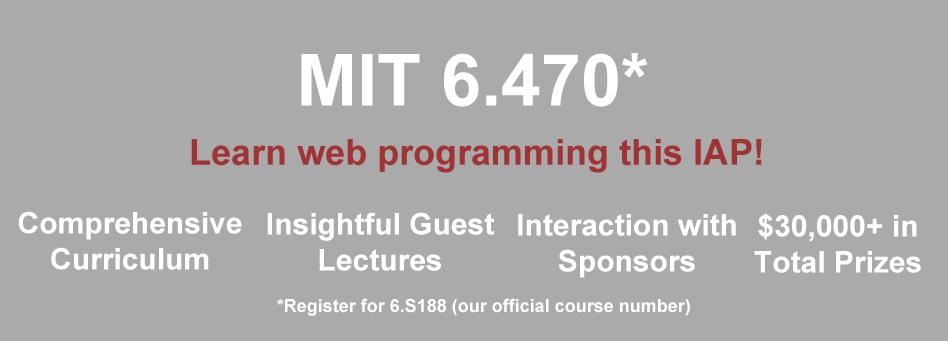 MIT 6.470*
Learn web programming this IAP!
Comprehensive
Curriculum
Insightful Guest
Lectures
Interaction with
Sponsors
$30,000+ in
Total Prizes
*Register for 6.S188 (our official course number)